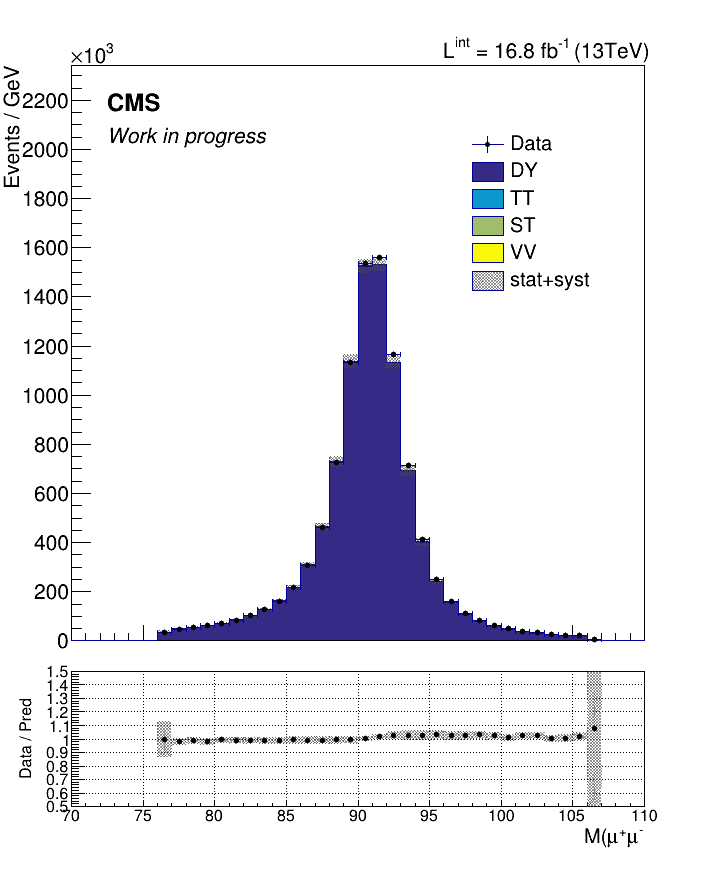 ×10³
L^int = 16.8 fb⁻¹ (13TeV)
Events / GeV
CMS
Work in progress
2200
2000
1800
1600
1400
1200
1000
800
600
400
200
0
Data
DY
TT
ST
VV
stat+syst
Data / Pred
1.5
1.4
1.3
1.2
1.1
1
0.9
0.8
0.7
0.6
0.5
70 75 80 85 90 95 100 105 110
M(μ⁺μ⁻